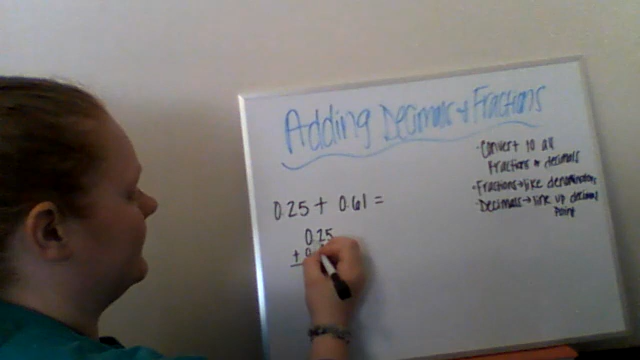 Adding Decimals + Fractions
· Convert to all
Fractions or decimals
· Fractions → like denominators
· Decimals → line up decimal
Point
0.25 + 0.61 =
0.25
+ 0